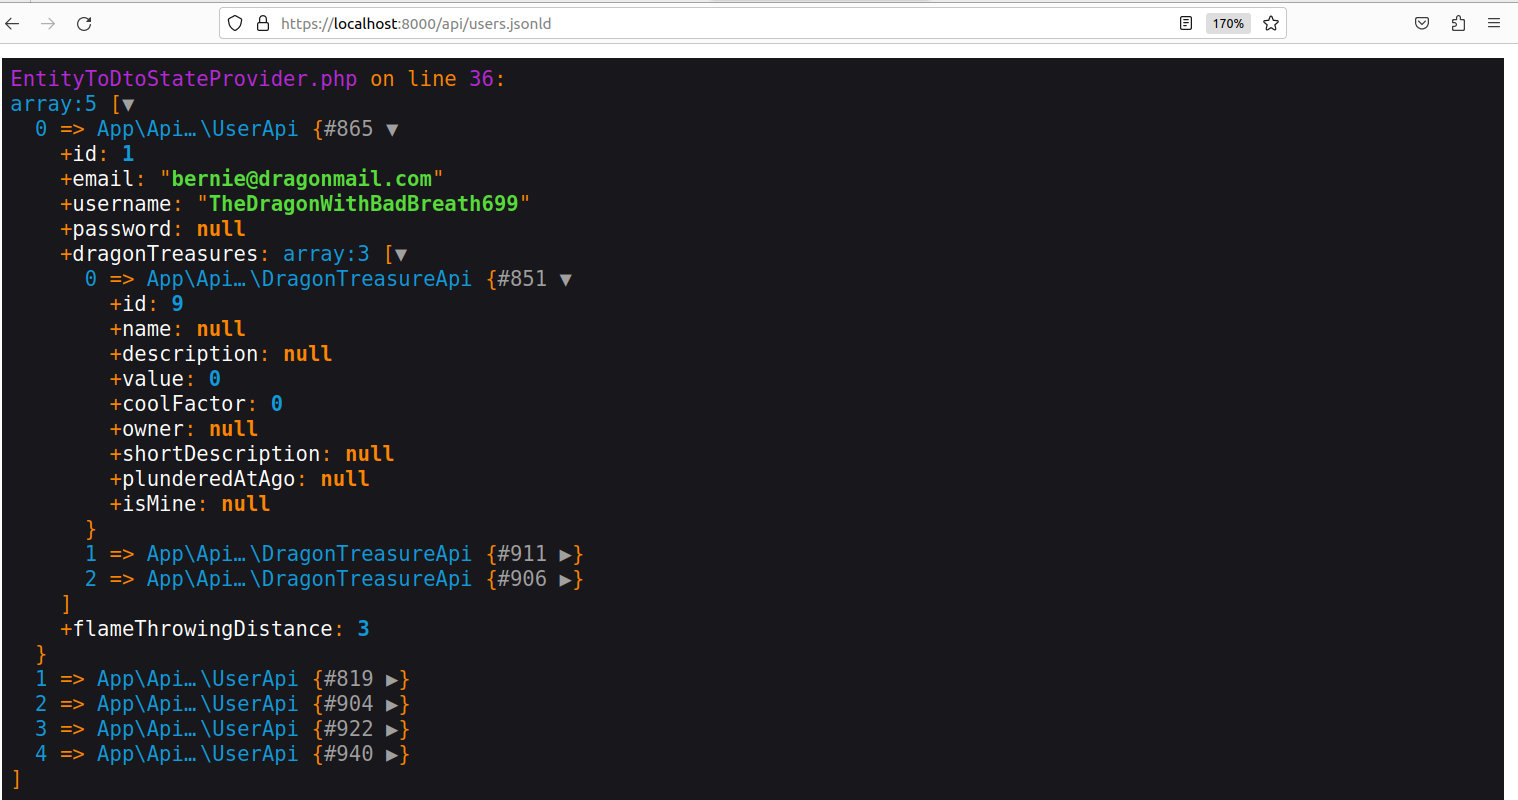 https://localhost:8000/api/users.jsonld 170%
EntityToDtoStateProvider.php on line 36:
array:5 [▼
  0 => App\Api…\UserApi {#865 ▼
    +id: 1
    +email: "bernie@dragonmail.com"
    +username: "TheDragonWithBadBreath699"
    +password: null
    +dragonTreasures: array:3 [▼
      0 => App\Api…\DragonTreasureApi {#851 ▼
        +id: 9
        +name: null
        +description: null
        +value: 0
        +coolFactor: 0
        +owner: null
        +shortDescription: null
        +plunderedAtAgo: null
        +isMine: null
      }
      1 => App\Api…\DragonTreasureApi {#911 ▶}
      2 => App\Api…\DragonTreasureApi {#906 ▶}
    ]
    +flameThrowingDistance: 3
  }
  1 => App\Api…\UserApi {#819 ▶}
  2 => App\Api…\UserApi {#904 ▶}
  3 => App\Api…\UserApi {#922 ▶}
  4 => App\Api…\UserApi {#940 ▶}
]